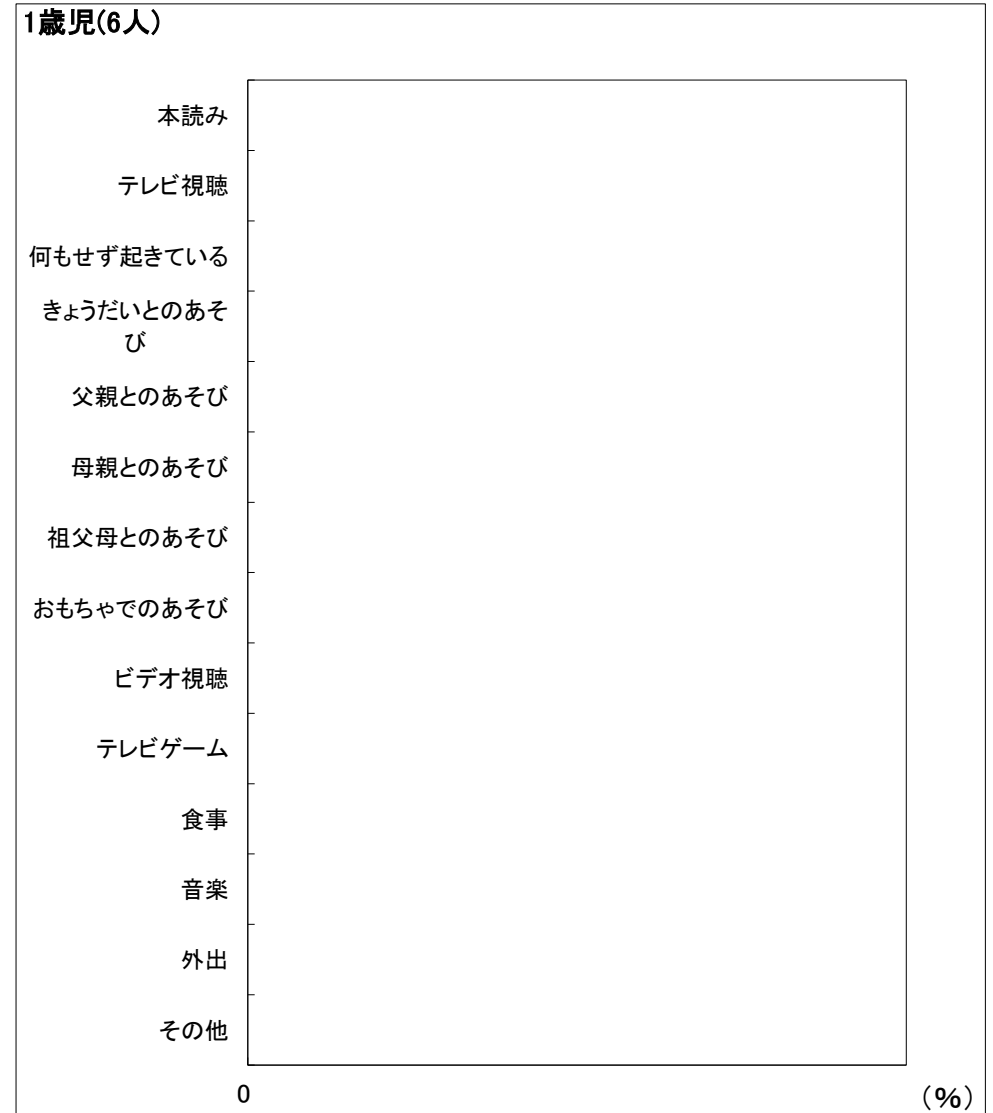 1歳児(6人)
本読み
テレビ視聴
何もせず起きている
きょうだいとのあそ
び
父親とのあそび
母親とのあそび
祖父母とのあそび
おもちゃでのあそび
ビデオ視聴
テレビゲーム
食事
音楽
外出
その他
0 (%)